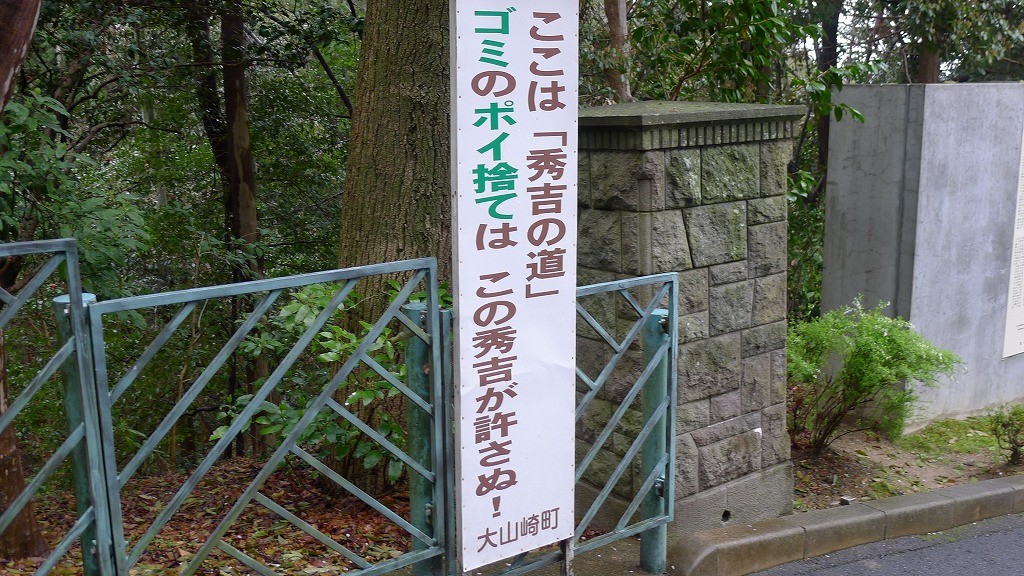 ここは「秀吉の道」
ゴミのポイ捨ては この秀吉が許さぬ!
大山崎町